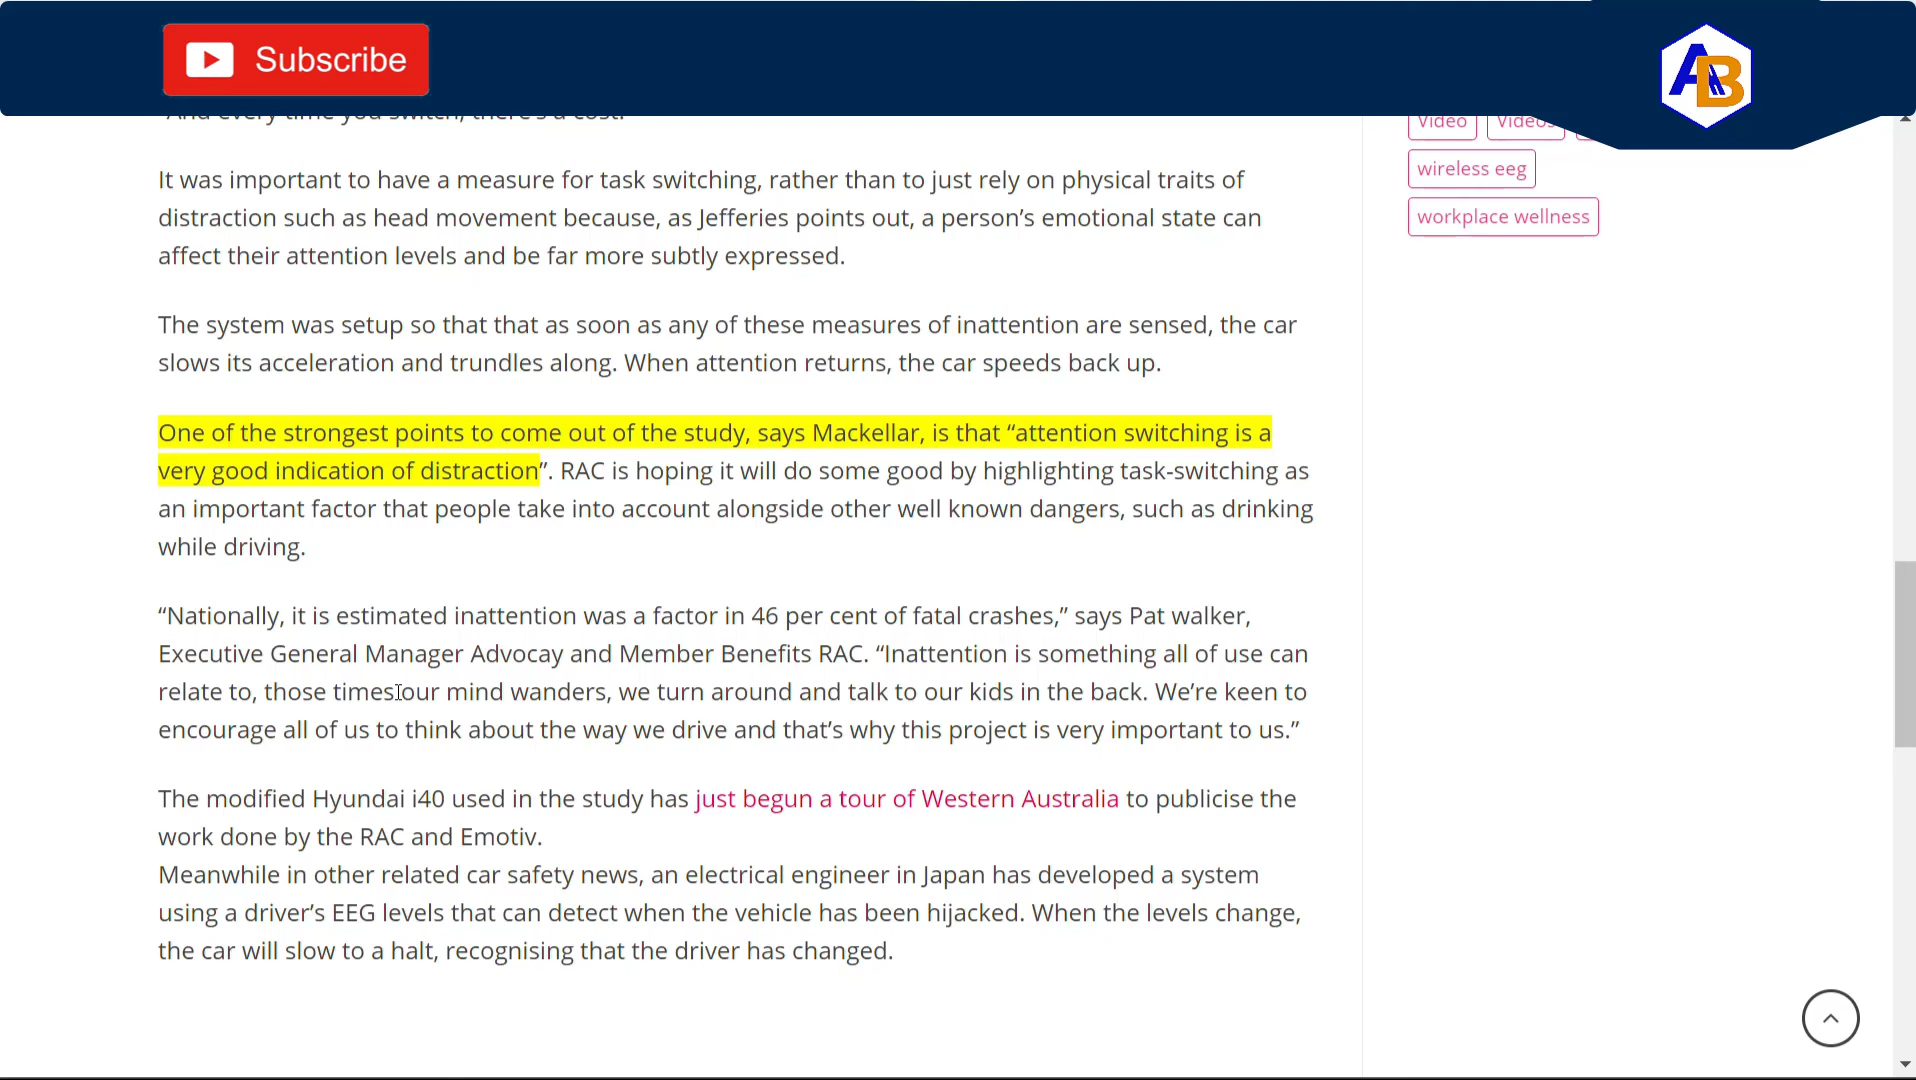 Subscribe
AB
And every time you switch, there's a cost.
Video
Videos
wireless eeg
workplace wellness
It was important to have a measure for task switching, rather than to just rely on physical traits of
distraction such as head movement because, as Jefferies points out, a person’s emotional state can
affect their attention levels and be far more subtly expressed.
The system was setup so that that as soon as any of these measures of inattention are sensed, the car
slows its acceleration and trundles along. When attention returns, the car speeds back up.
One of the strongest points to come out of the study, says Mackellar, is that “attention switching is a
very good indication of distraction”. RAC is hoping it will do some good by highlighting task-switching as
an important factor that people take into account alongside other well known dangers, such as drinking
while driving.
“Nationally, it is estimated inattention was a factor in 46 per cent of fatal crashes,” says Pat walker,
Executive General Manager Advocay and Member Benefits RAC. “Inattention is something all of use can
relate to, those times our mind wanders, we turn around and talk to our kids in the back. We’re keen to
encourage all of us to think about the way we drive and that’s why this project is very important to us.”
The modified Hyundai i40 used in the study has just begun a tour of Western Australia to publicise the
work done by the RAC and Emotiv.
Meanwhile in other related car safety news, an electrical engineer in Japan has developed a system
using a driver’s EEG levels that can detect when the vehicle has been hijacked. When the levels change,
the car will slow to a halt, recognising that the driver has changed.